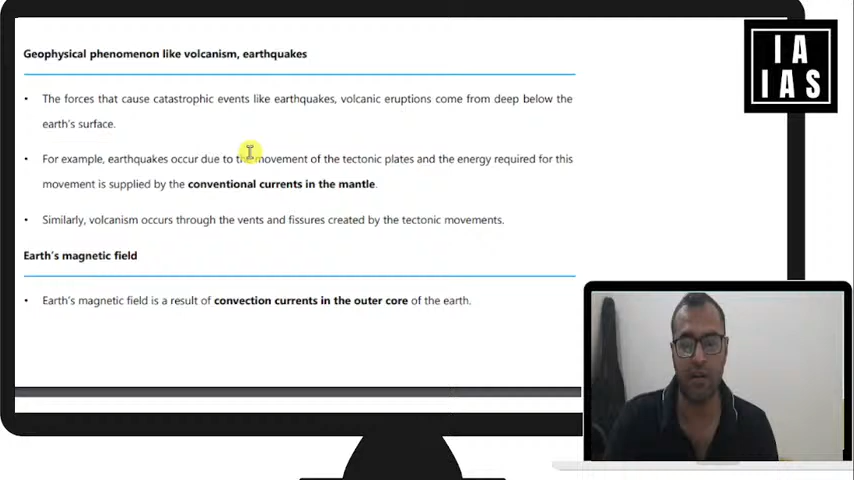 Geophysical phenomenon like volcanism, earthquakes
• The forces that cause catastrophic events like earthquakes, volcanic eruptions come from deep below the
earth's surface.
• For example, earthquakes occur due to the movement of the tectonic plates and the energy required for this
movement is supplied by the conventional currents in the mantle.
• Similarly, volcanism occurs through the vents and fissures created by the tectonic movements.
Earth's magnetic field
• Earth's magnetic field is a result of convection currents in the outer core of the earth.
IA
IAS